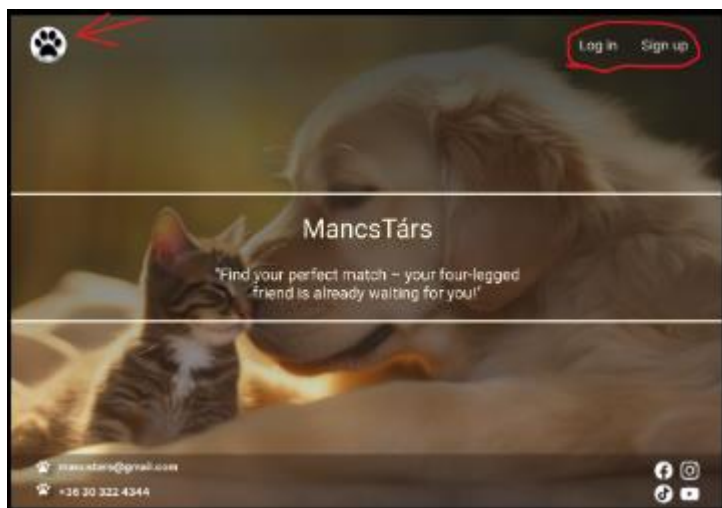 Log in Sign up
MancsTárs
"Find your perfect match – your four-legged
friend is already waiting for you!"
mancstars@gmail.com
+36 30 322 4344